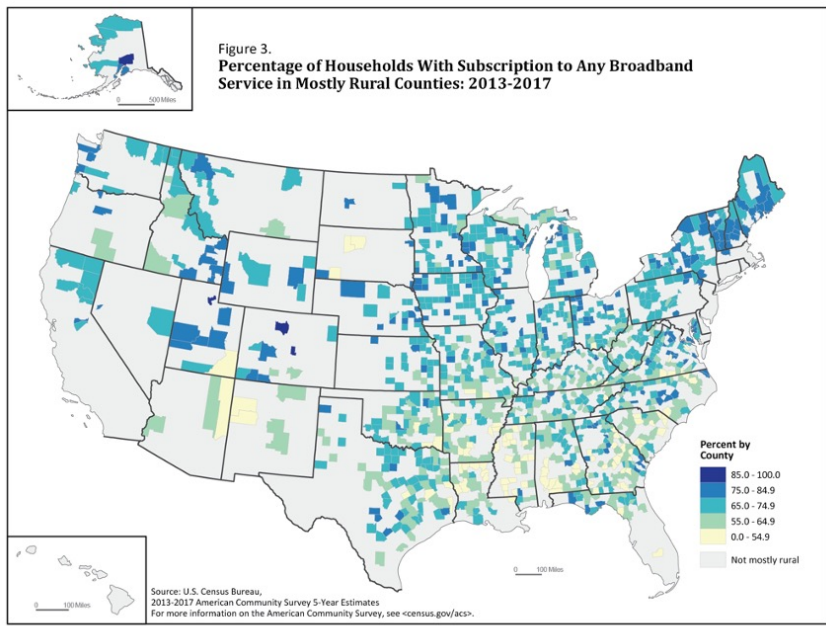 Figure 3.
Percentage of Households With Subscription to Any Broadband
Service in Mostly Rural Counties: 2013-2017
0 500 Miles
Percent by
County
85.0 - 100.0
75.0 - 84.9
65.0 - 74.9
55.0 - 64.9
0.0 - 54.9
Not mostly rural
0 100 Miles
0 100 Miles
Source: U.S. Census Bureau,
2013-2017 American Community Survey 5-Year Estimates
For more information on the American Community Survey, see <census.gov/acs>.